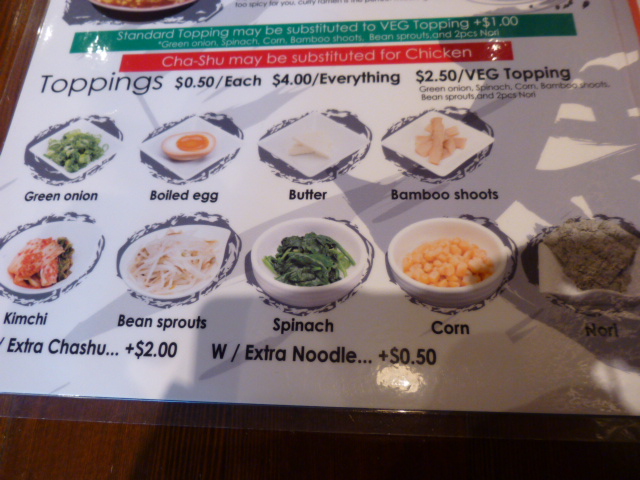 too spicy for you, curry ramen is the
Standard Topping may be substituted to VEG Topping +$1.00
*Green onion, Spinach, Corn, Bamboo shoots, Bean sprouts,and 2pcs Nori
Cha-Shu may be substituted for Chicken
Toppings $0.50/Each $4.00/Everything $2.50/VEG Topping
Green onion, Spinach, Corn, Bamboo shoots,
Bean sprouts,and 2pcs Nori
Green onion Boiled egg Butter Bamboo shoots
Kimchi Bean sprouts Spinach Corn Nori
/ Extra Chashu... +$2.00 W / Extra Noodle... +$0.50